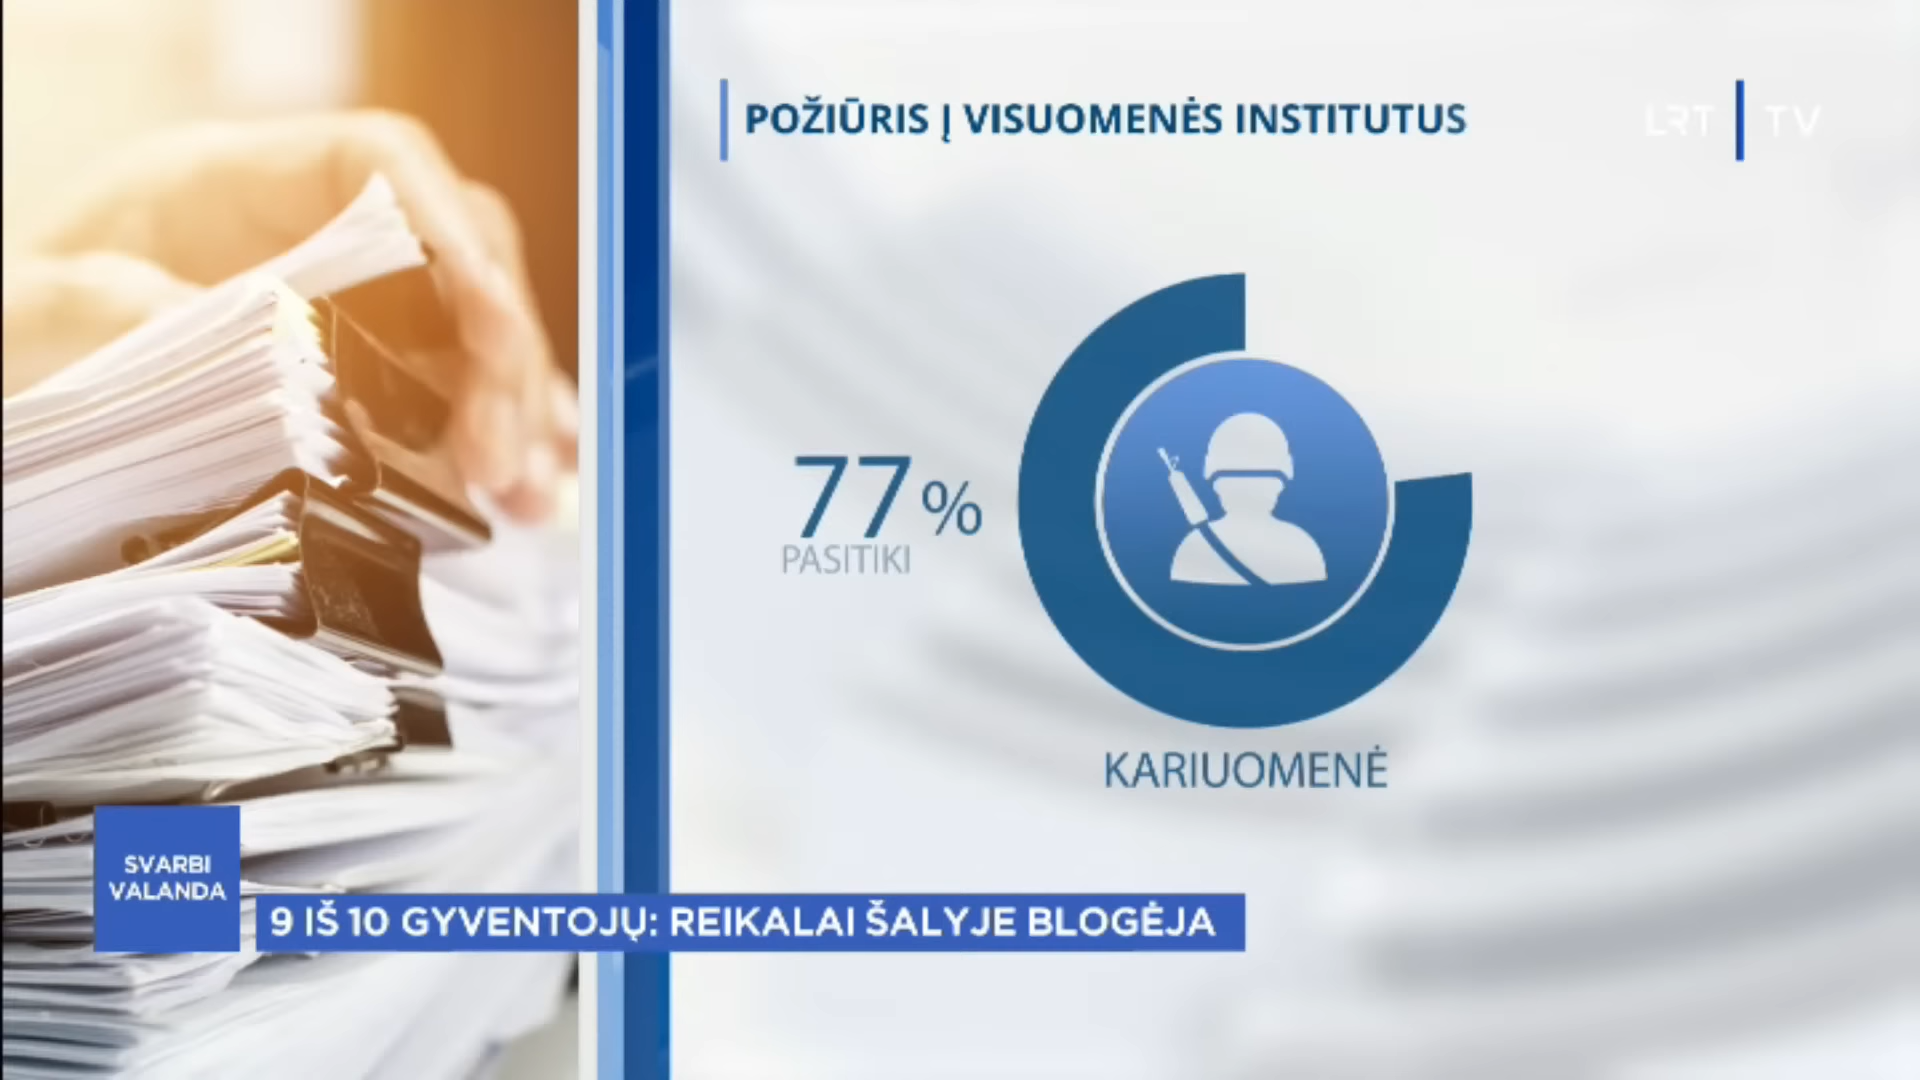 POŽIŪRIS Į VISUOMENĖS INSTITUTUS
LRT TV
77%
PASITIKI
KARIUOMENĖ
SVARBI
VALANDA
9 IŠ 10 GYVENTOJŲ: REIKALAI ŠALYJE BLOGĖJA